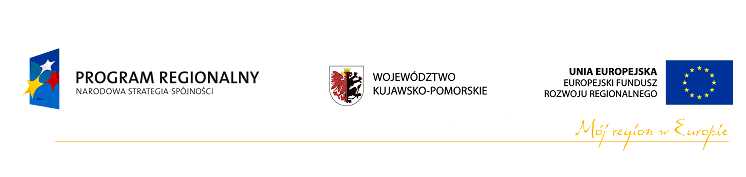 PROGRAM REGIONALNY
NARODOWA STRATEGIA SPÓJNOŚCI
WOJEWÓDZTWO
KUJAWSKO-POMORSKIE
UNIA EUROPEJSKA
EUROPEJSKI FUNDUSZ
ROZWOJU REGIONALNEGO
Mój region w Europie